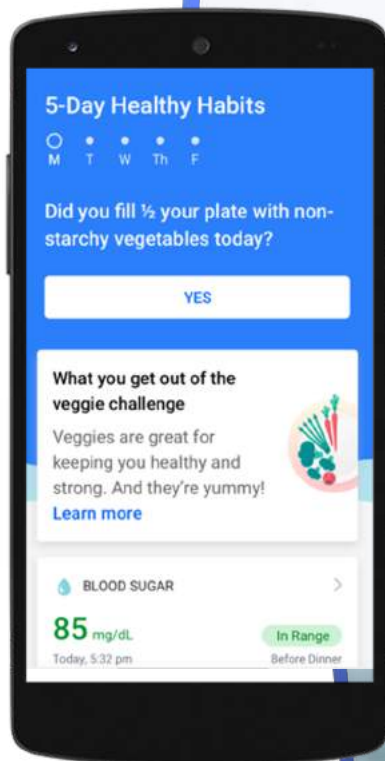 5-Day Healthy Habits
M T W Th F
Did you fill ½ your plate with non-
starchy vegetables today?
YES
What you get out of the
veggie challenge
Veggies are great for
keeping you healthy and
strong. And they're yummy!
Learn more
BLOOD SUGAR
85 mg/dL
In Range
Today, 5:32 pm
Before Dinner